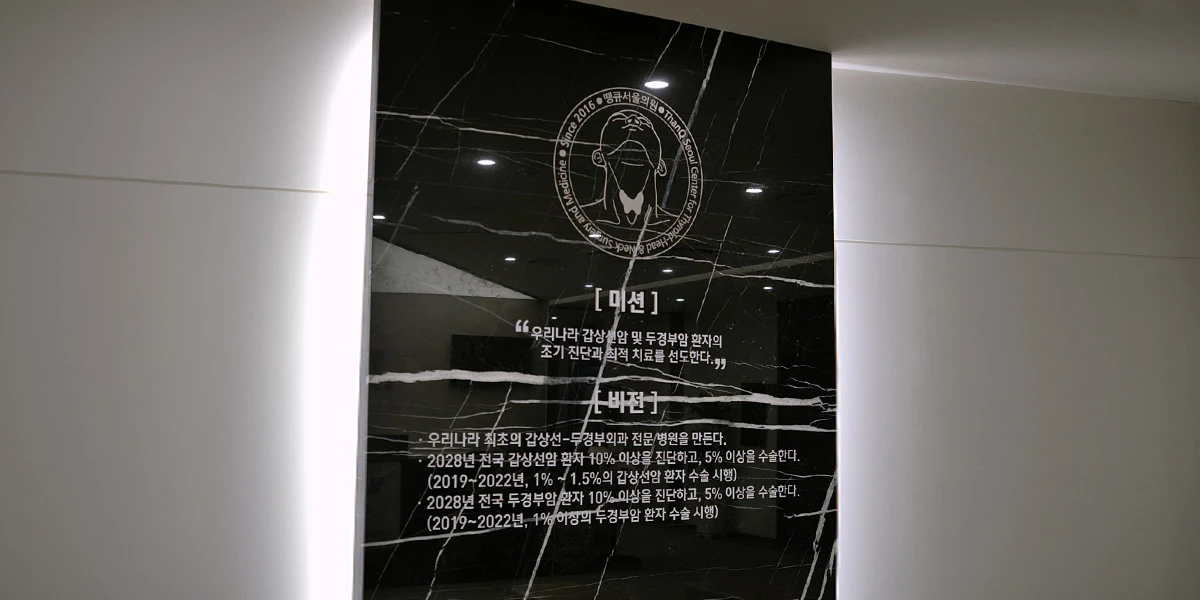 Since 2016 ● 땡큐서울의원 ● ThanQ Seoul Center for Thyroid-Head & Neck Surgery and Medicine ●
[ 미션 ]
“우리나라 갑상선암 및 두경부암 환자의
조기 진단과 최적 치료를 선도한다.”
[ 비전 ]
· 우리나라 최초의 갑상선-두경부외과 전문 병원을 만든다.
· 2028년 전국 갑상선암 환자 10% 이상을 진단하고, 5% 이상을 수술한다.
(2019~2022년, 1% ~ 1.5%의 갑상선암 환자 수술 시행)
· 2028년 전국 두경부암 환자 10% 이상을 진단하고, 5% 이상을 수술한다.
(2019~2022년, 1% 이상의 두경부암 환자 수술 시행)